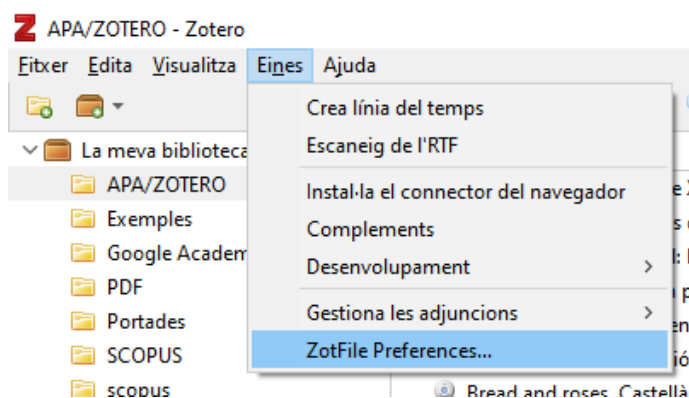 APA/ZOTERO - Zotero
Fitxer Edita Visualitza Eines Ajuda
Crea línia del temps
Escaneig de l'RTF
La meva biblioteca
APA/ZOTERO
Instal·la el connector del navegador
Exemples
Complements
Google Academ
Desenvolupament
PDF
Gestiona les adjuncions
Portades
ZotFile Preferences...
SCOPUS
scopus
Bread and roses. Castellà